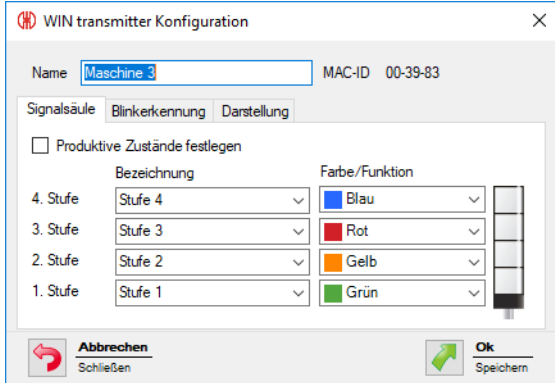 WIN transmitter Konfiguration
Name Maschine 3 MAC-ID 00-39-83
Signalsäule Blinkerkennung Darstellung
Produktive Zustände festlegen
Bezeichnung Farbe/Funktion
4. Stufe Stufe 4 Blau
3. Stufe Stufe 3 Rot
2. Stufe Stufe 2 Gelb
1. Stufe Stufe 1 Grün
Abbrechen Ok
Schließen Speichern